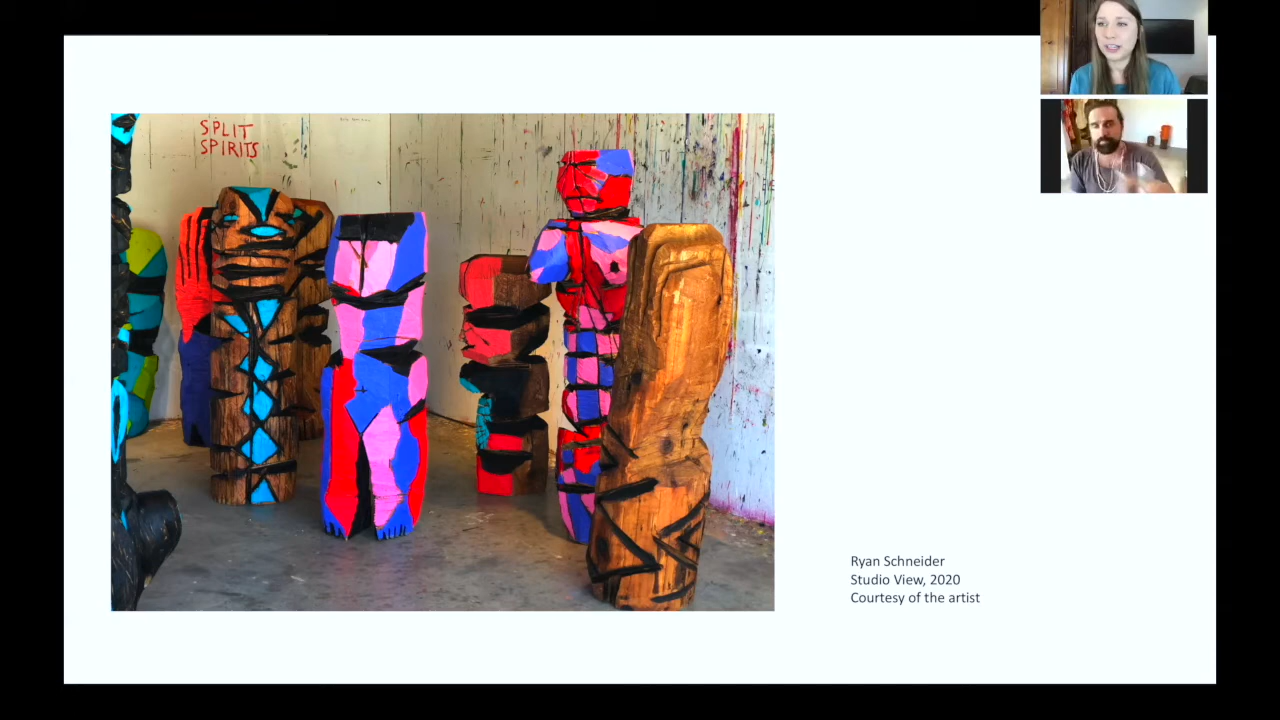 SPLIT
SPIRITS
Ryan Schneider
Studio View, 2020
Courtesy of the artist